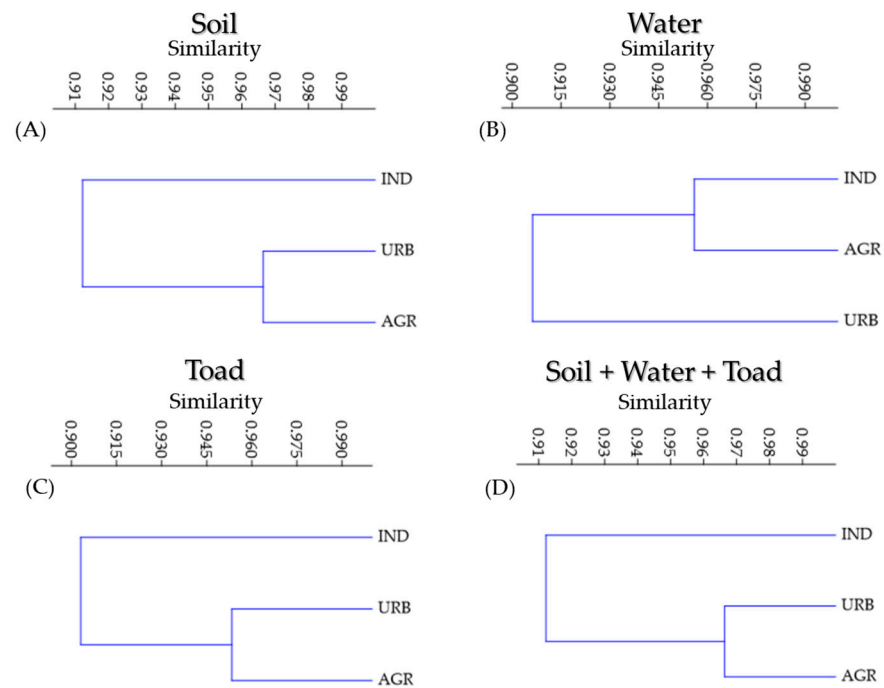 Soil
Similarity
0.91 0.92 0.93 0.94 0.95 0.96 0.97 0.98 0.99
(A)
IND
URB
AGR
Water
Similarity
0.900 0.915 0.930 0.945 0.960 0.975 0.990
(B)
IND
AGR
URB
Toad
Similarity
0.900 0.915 0.930 0.945 0.960 0.975 0.990
(C)
IND
URB
AGR
Soil + Water + Toad
Similarity
0.91 0.92 0.93 0.94 0.95 0.96 0.97 0.98 0.99
(D)
IND
URB
AGR